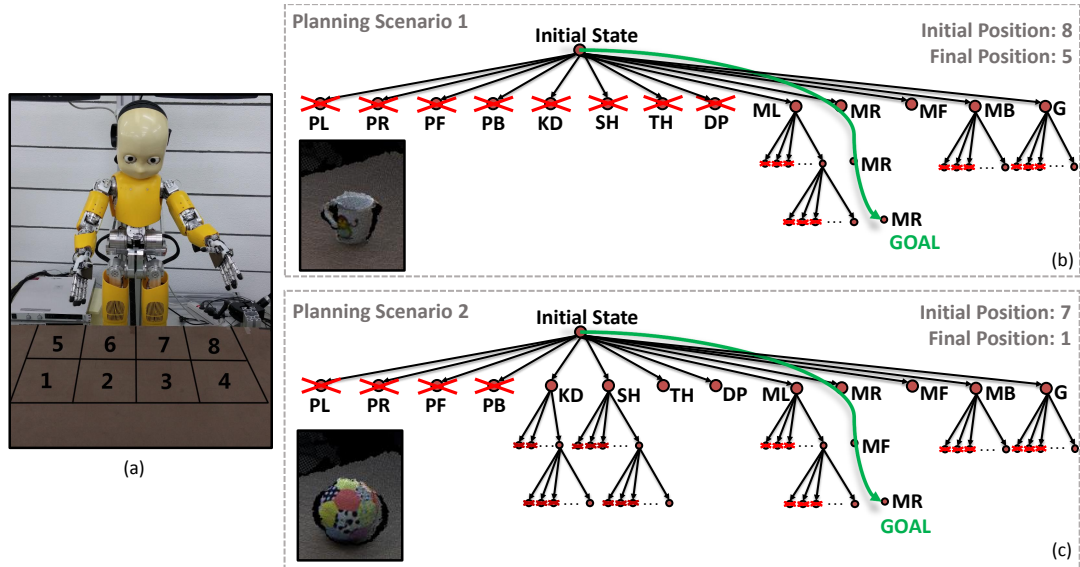 Planning Scenario 1
Initial State
Initial Position: 8
Final Position: 5
PL PR PF PB KD SH TH DP ML MR MF MB G
MR
MR
GOAL
(b)
5 6 7 8
1 2 3 4
(a)
Planning Scenario 2
Initial State
Initial Position: 7
Final Position: 1
PL PR PF PB KD SH TH DP ML MR MF MB G
MF
MR
GOAL
(c)